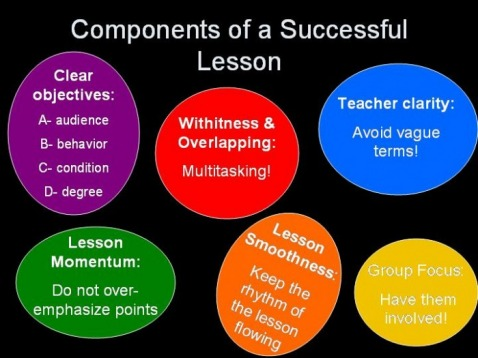 Components of a Successful
Lesson
Clear
objectives:
A- audience
B- behavior
C- condition
D- degree
Withitness &
Overlapping:
Multitasking!
Teacher clarity:
Avoid vague
terms!
Lesson
Momentum:
Do not over-
emphasize points
Lesson
Smoothness:
Keep the
rhythm of
the lesson
flowing
Group Focus:
Have them
involved!